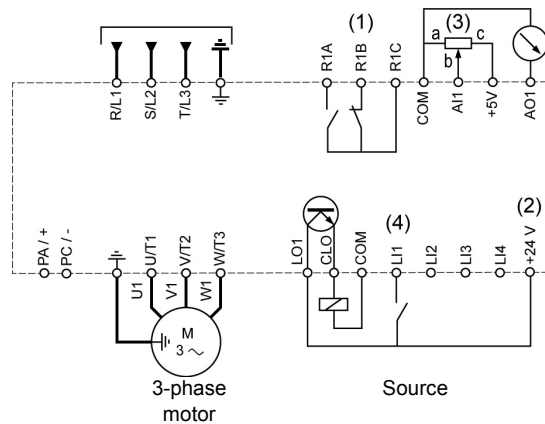 (1)
(3)
R/L1
S/L2
T/L3
R1A
R1B
R1C
a
b
c
COM
AI1
+5V
AO1
(4)
(2)
PA / +
PC / -
U/T1
V/T2
W/T3
U1
V1
W1
M
3
LO1
CLO
COM
LI1
LI2
LI3
LI4
+24 V
3-phase
motor
Source